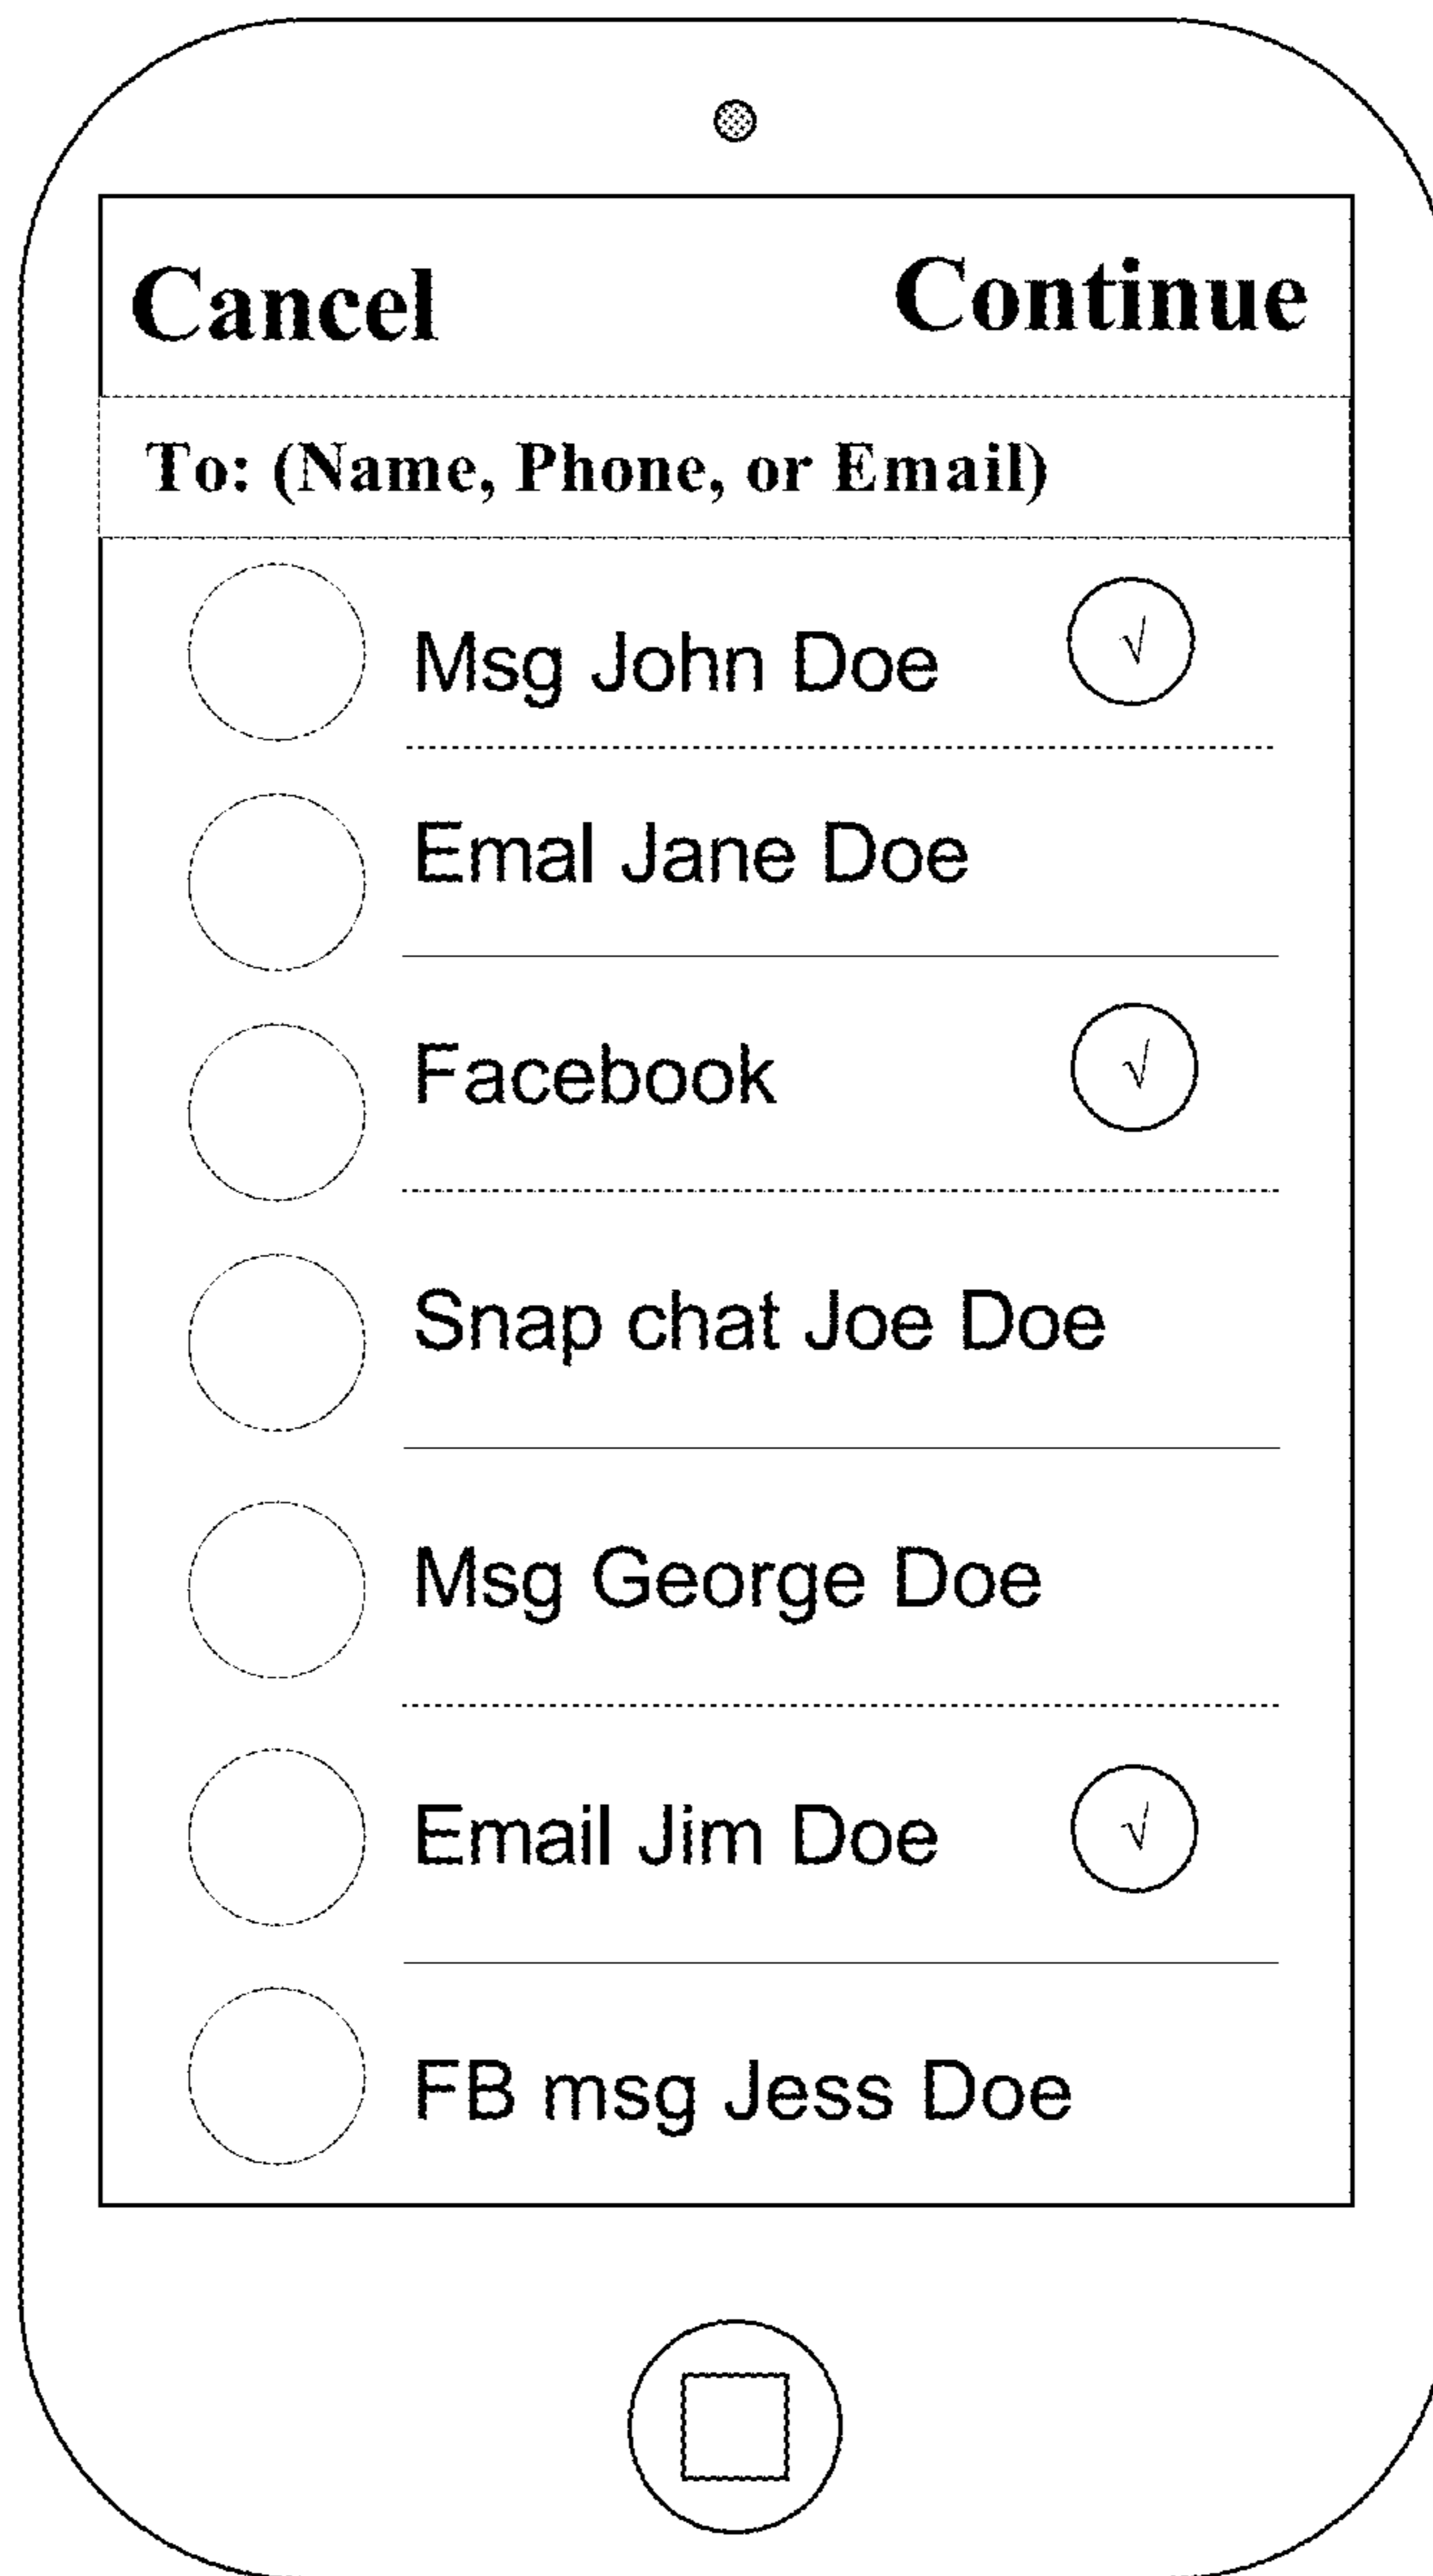 Cancel Continue
To: (Name, Phone, or Email)
Msg John Doe √
Emal Jane Doe
Facebook √
Snap chat Joe Doe
Msg George Doe
Email Jim Doe √
FB msg Jess Doe